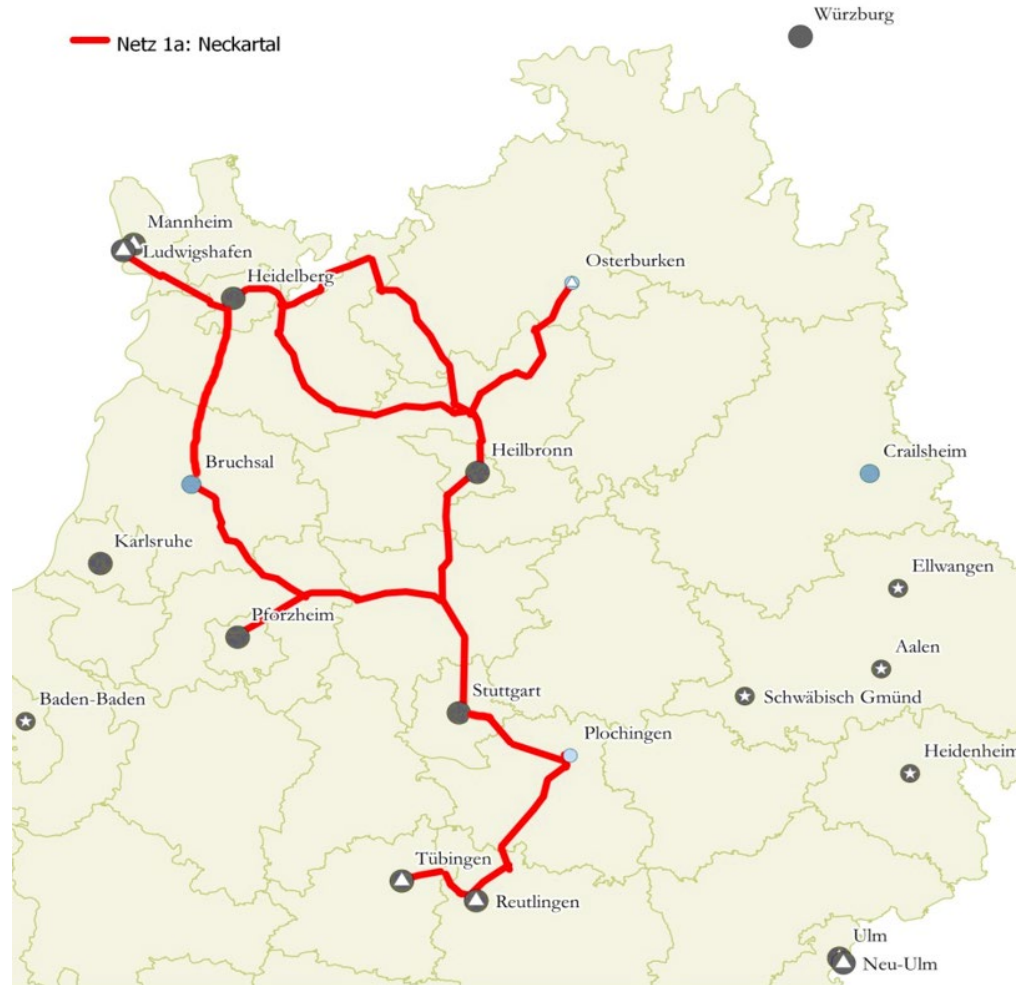 Würzburg
Netz 1a: Neckartal
Mannheim
Ludwigshafen
Osterburken
Heidelberg
Heilbronn
Crailsheim
Bruchsal
Karlsruhe
Ellwangen
Pforzheim
Aalen
Baden-Baden
Stuttgart
Schwäbisch Gmünd
Plochingen
Heidenheim
Tübingen
Reutlingen
Ulm
Neu-Ulm